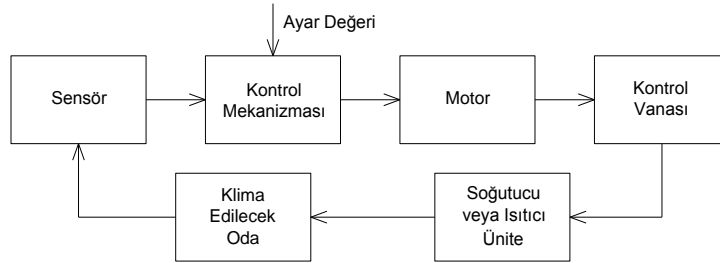 Ayar Değeri
Sensör
Kontrol
Mekanizması
Motor
Kontrol
Vanası
Klima
Edilecek
Oda
Soğutucu
veya Isıtıcı
Ünite